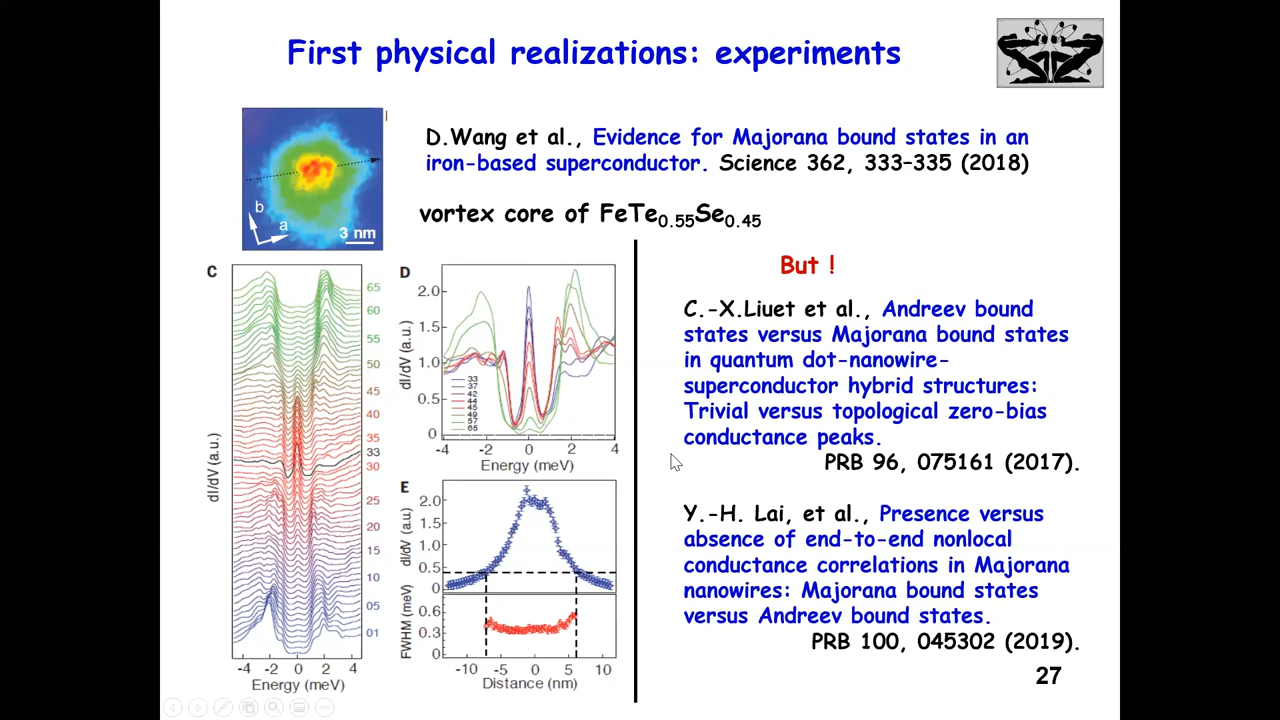 First physical realizations: experiments
D.Wang et al., Evidence for Majorana bound states in an
iron-based superconductor. Science 362, 333–335 (2018)
vortex core of FeTe0.55Se0.45
b
a
3 nm
C
65
60
55
50
45
40
35
33
30
25
20
15
10
05
01
dI/dV (a.u.)
-4 -2 0 2 4
Energy (meV)
D
2.0
1.5
1.0
0.5
0
dI/dV (a.u.)
33
37
42
44
45
49
57
65
-4 -2 0 2 4
Energy (meV)
E
2.0
1.5
1.0
0.5
0
dI/dV (a.u)
0.6
0.3
0
FWHM (meV)
-10 -5 0 5 10
Distance (nm)
But !
C.-X.Liuet et al., Andreev bound
states versus Majorana bound states
in quantum dot-nanowire-
superconductor hybrid structures:
Trivial versus topological zero-bias
conductance peaks.
PRB 96, 075161 (2017).
Y.-H. Lai, et al., Presence versus
absence of end-to-end nonlocal
conductance correlations in Majorana
nanowires: Majorana bound states
versus Andreev bound states.
PRB 100, 045302 (2019).
27